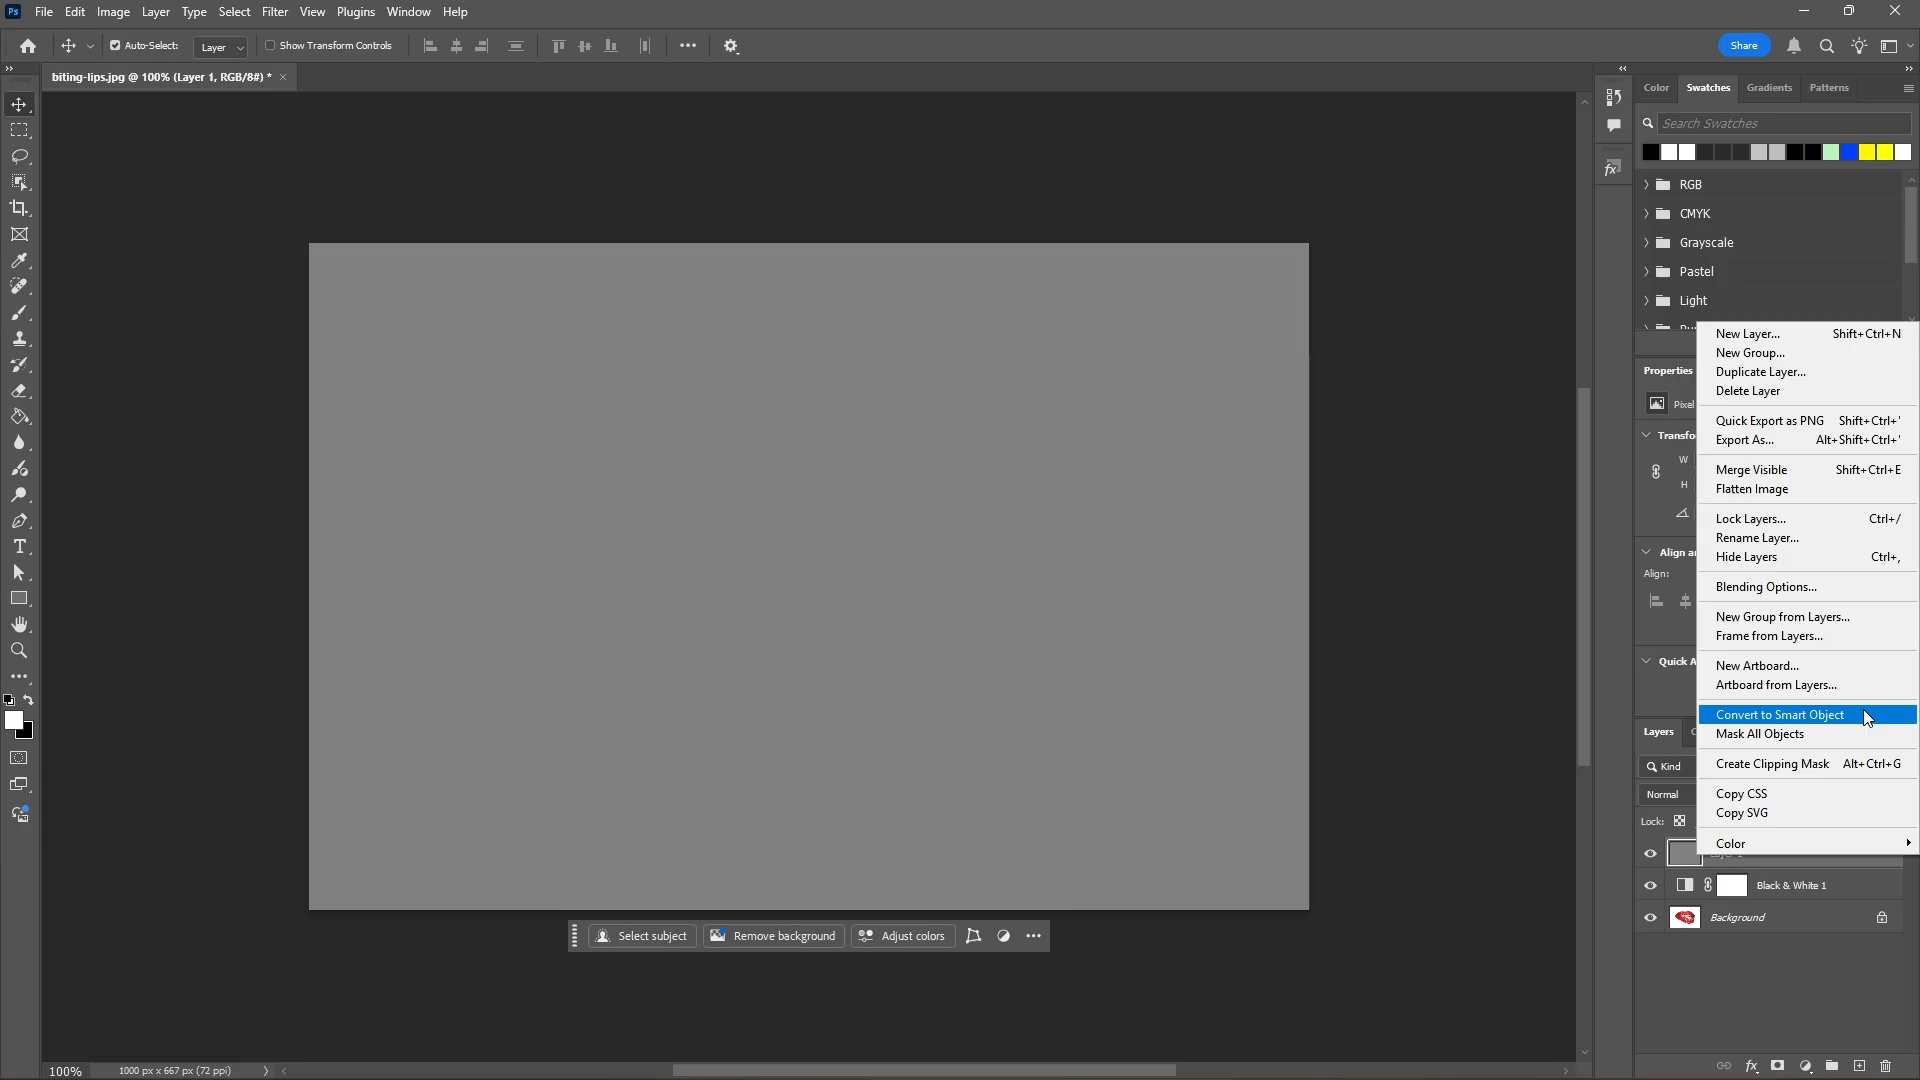 Ps File Edit Image Layer Type Select Filter View Plugins Window Help
Auto-Select: Layer Show Transform Controls Share
biting-lips.jpg @ 100% (Layer 1, RGB/8#) *
Color Swatches Gradients Patterns
Search Swatches
RGB
CMYK
Grayscale
Pastel
Light
Properties
Pixel
Transfo
W
H
Align a
Align:
Quick A
New Layer... Shift+Ctrl+N
New Group...
Duplicate Layer...
Delete Layer
Quick Export as PNG Shift+Ctrl+'
Export As... Alt+Shift+Ctrl+'
Merge Visible Shift+Ctrl+E
Flatten Image
Lock Layers... Ctrl+/
Rename Layer...
Hide Layers Ctrl+,
Blending Options...
New Group from Layers...
Frame from Layers...
New Artboard...
Artboard from Layers...
Convert to Smart Object
Mask All Objects
Create Clipping Mask Alt+Ctrl+G
Copy CSS
Copy SVG
Color
Layers
Kind
Normal
Lock:
Black & White 1
Background
Select subject Remove background Adjust colors
100% 1000 px x 667 px (72 ppi)
fx